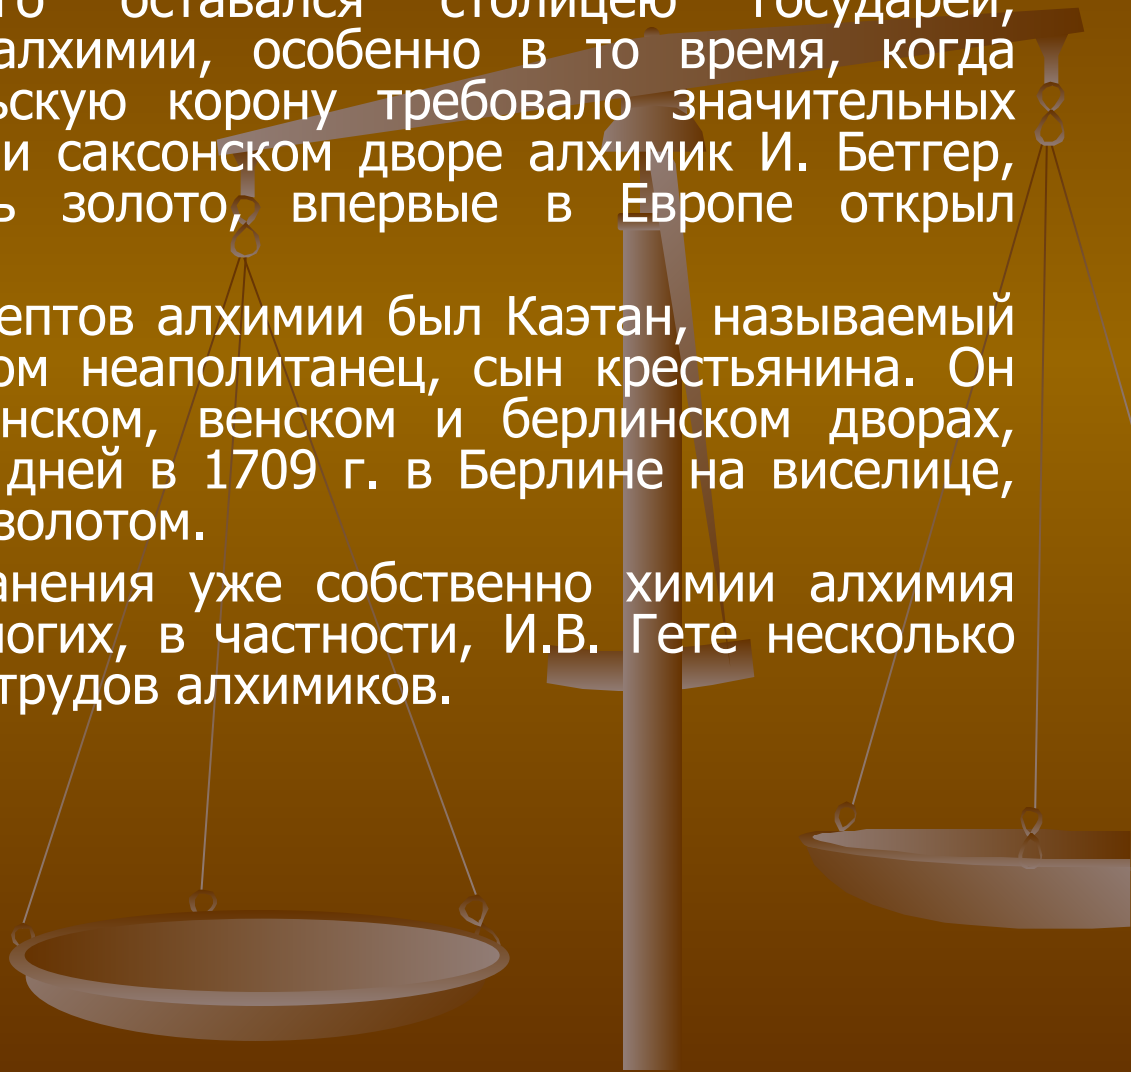 го оставался столицею государей,
алхимии, особенно в то время, когда
ьскую корону требовало значительных
и саксонском дворе алхимик И. Бетгер,
ь золото, впервые в Европе открыл
ептов алхимии был Каэтан, называемый
ом неаполитанец, сын крестьянина. Он
нском, венском и берлинском дворах,
дней в 1709 г. в Берлине на виселице,
золотом.
анения уже собственно химии алхимия
ногих, в частности, И.В. Гете несколько
трудов алхимиков.